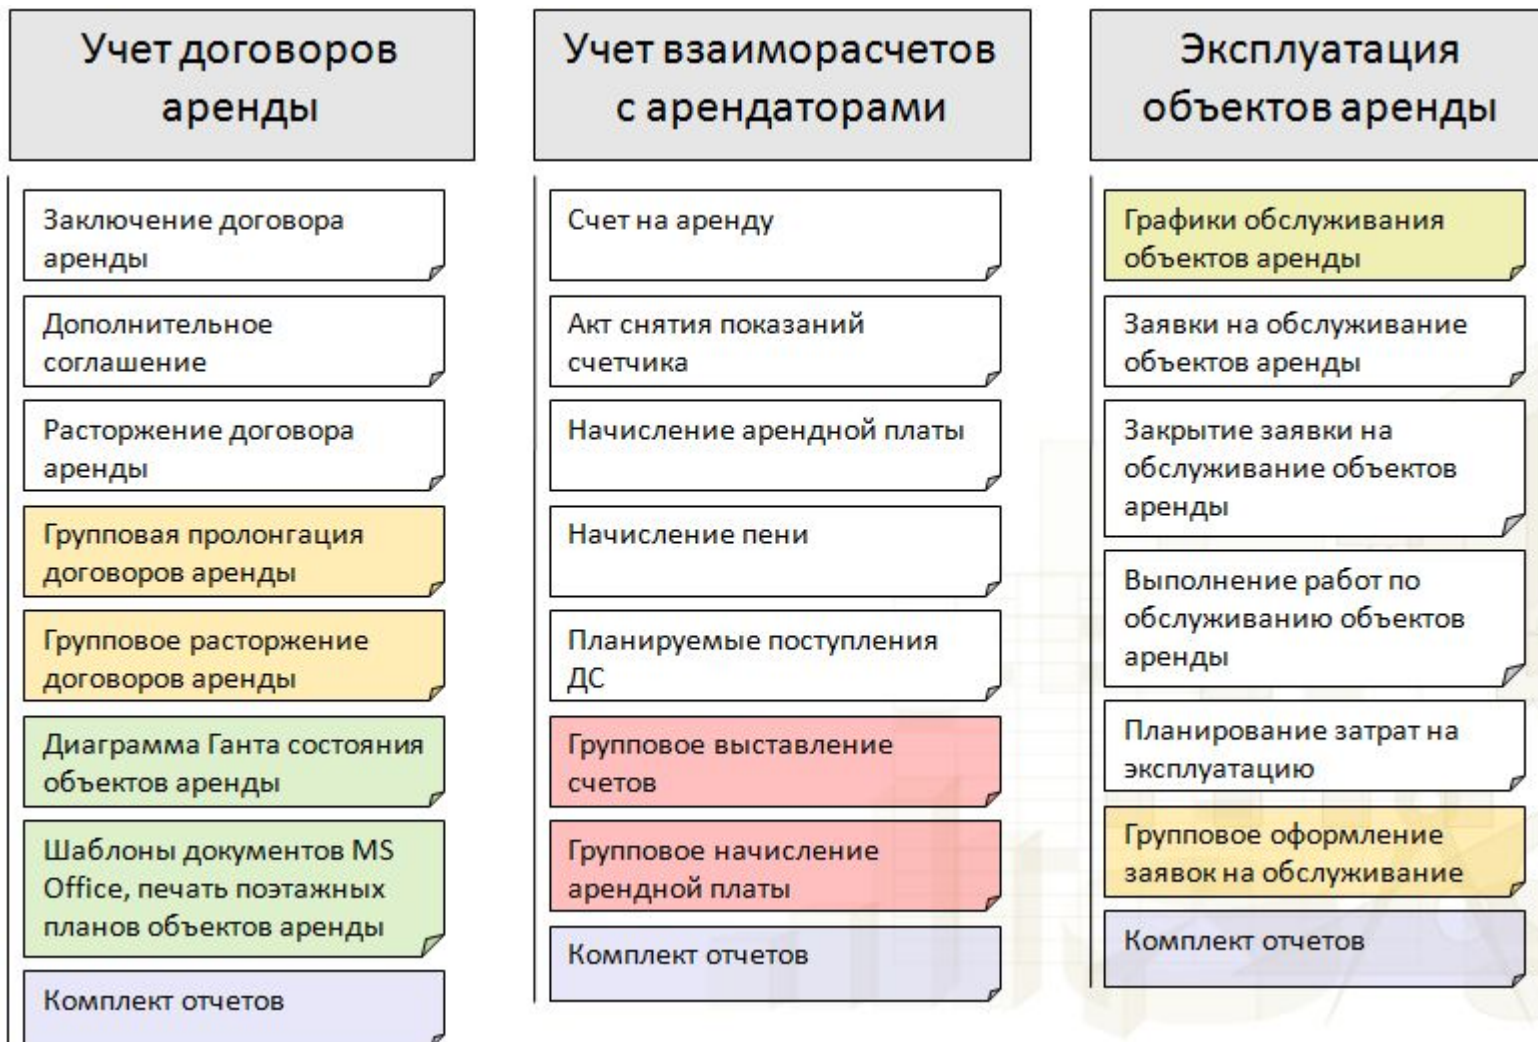 Учет договоров
аренды
Заключение договора
аренды
Дополнительное
соглашение
Расторжение договора
аренды
Групповая пролонгация
договоров аренды
Групповое расторжение
договоров аренды
Диаграмма Ганта состояния
объектов аренды
Шаблоны документов MS
Office, печать поэтажных
планов объектов аренды
Комплект отчетов
Учет взаиморасчетов
с арендаторами
Счет на аренду
Акт снятия показаний
счетчика
Начисление арендной платы
Начисление пени
Планируемые поступления
ДС
Групповое выставление
счетов
Групповое начисление
арендной платы
Комплект отчетов
Эксплуатация
объектов аренды
Графики обслуживания
объектов аренды
Заявки на обслуживание
объектов аренды
Закрытие заявки на
обслуживание объектов
аренды
Выполнение работ по
обслуживанию объектов
аренды
Планирование затрат на
эксплуатацию
Групповое оформление
заявок на обслуживание
Комплект отчетов